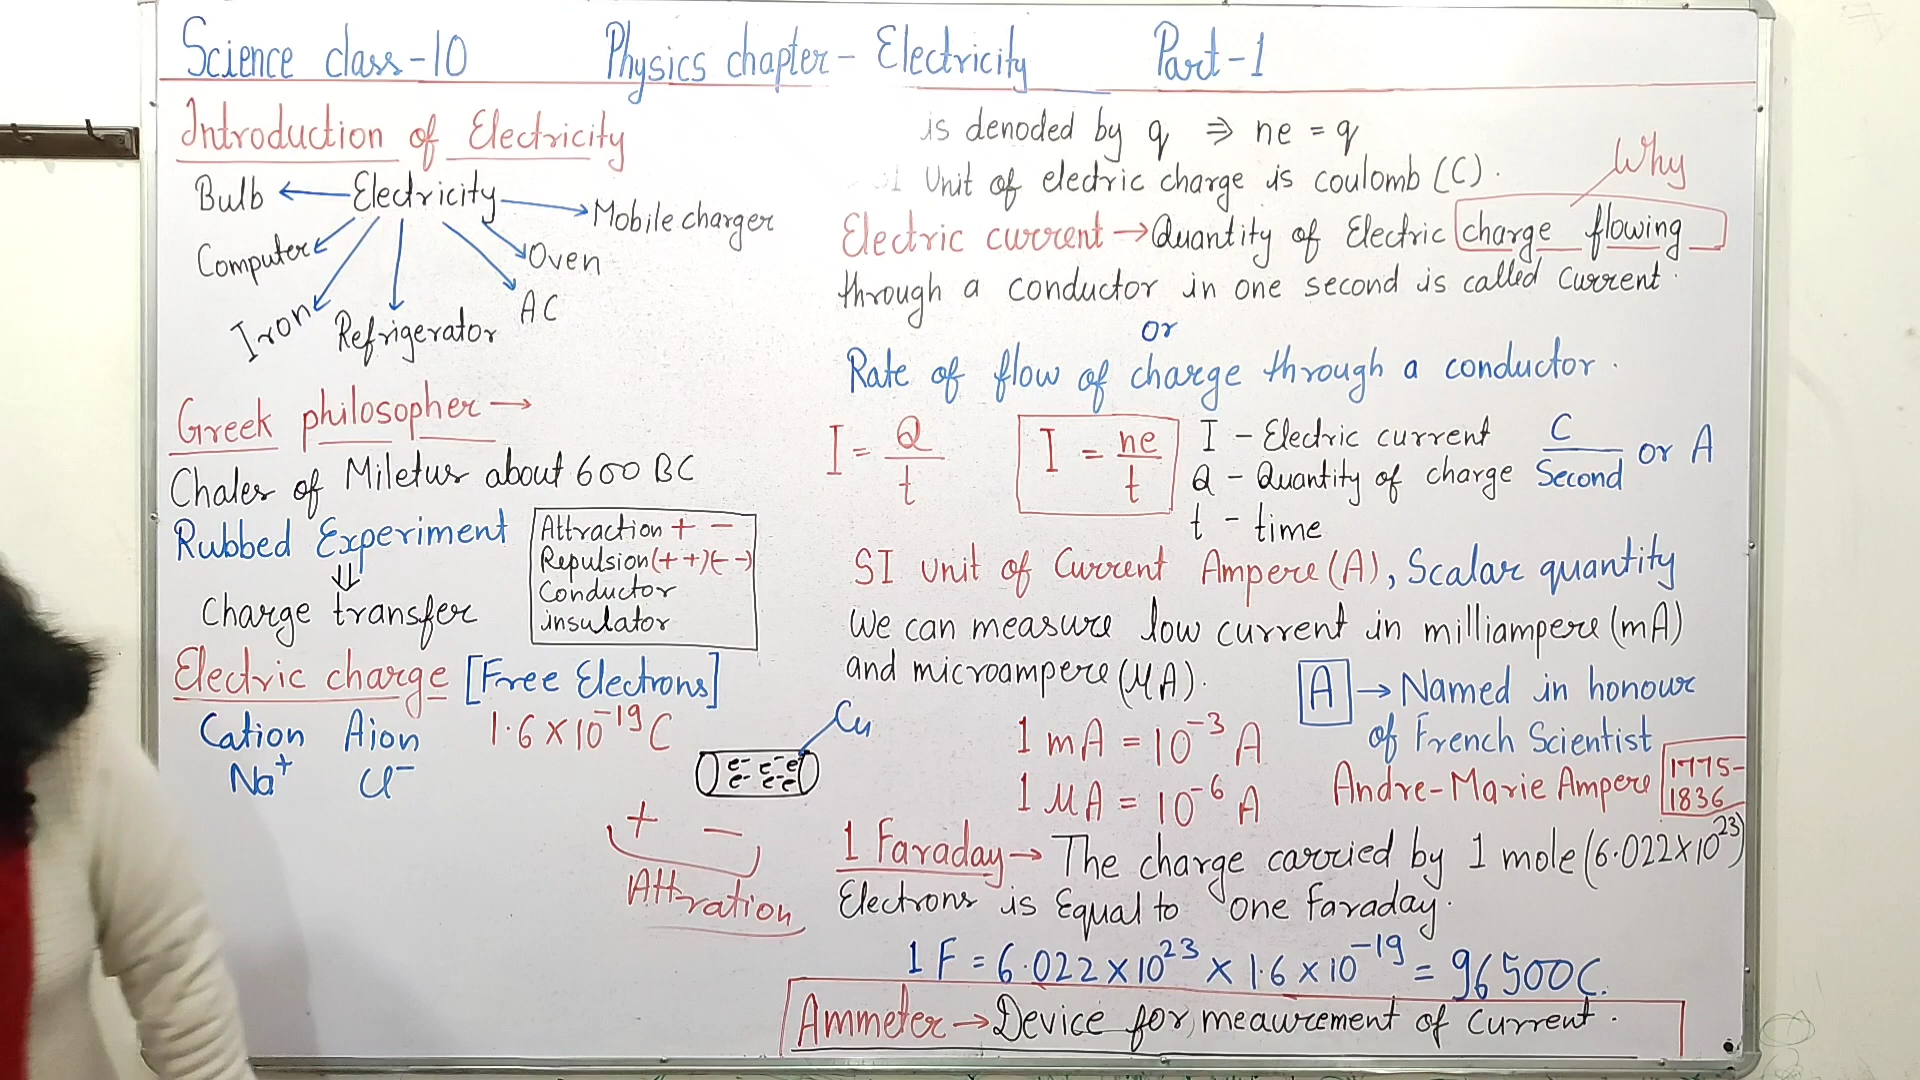 Science class-10 Physics chapter- Electricity Part-1
Introduction of Electricity
Bulb ← Electricity → Mobile charger
Computer
Oven
Iron
Refrigerator
AC
Greek philosopher →
Chales of Miletus about 600 BC
Rubbed Experiment
⇓
Charge transfer
Attraction + -
Repulsion (+ +)(- -)
Conductor
insulator
Electric charge [Free Electrons]
Cation Aion 1.6 × 10⁻¹⁹ C
Na⁺ Cl⁻
Cu
e⁻ e⁻ e⁻
e⁻ e⁻ e⁻
+ -
Attration
is denoded by q ⇒ ne = q
Unit of electric charge is coulomb (C).
Why
Electric current → Quantity of Electric charge flowing
through a conductor in one second is called current.
or
Rate of flow of charge through a conductor.
I = Q/t
I = ne/t
I - Electric current C/Second or A
Q - Quantity of charge
t - time
SI unit of Current Ampere (A), Scalar quantity
We can measure low current in milliampere (mA)
and microampere (μA).
1 mA = 10⁻³ A
1 μA = 10⁻⁶ A
A → Named in honour
of French Scientist
Andre-Marie Ampere 1775-
1836
1 Faraday → The charge carried by 1 mole (6.022×10²³)
Electrons is Equal to one faraday.
1 F = 6.022 × 10²³ × 1.6 × 10⁻¹⁹ = 96500C.
Ammeter → Device for meaurement of current.